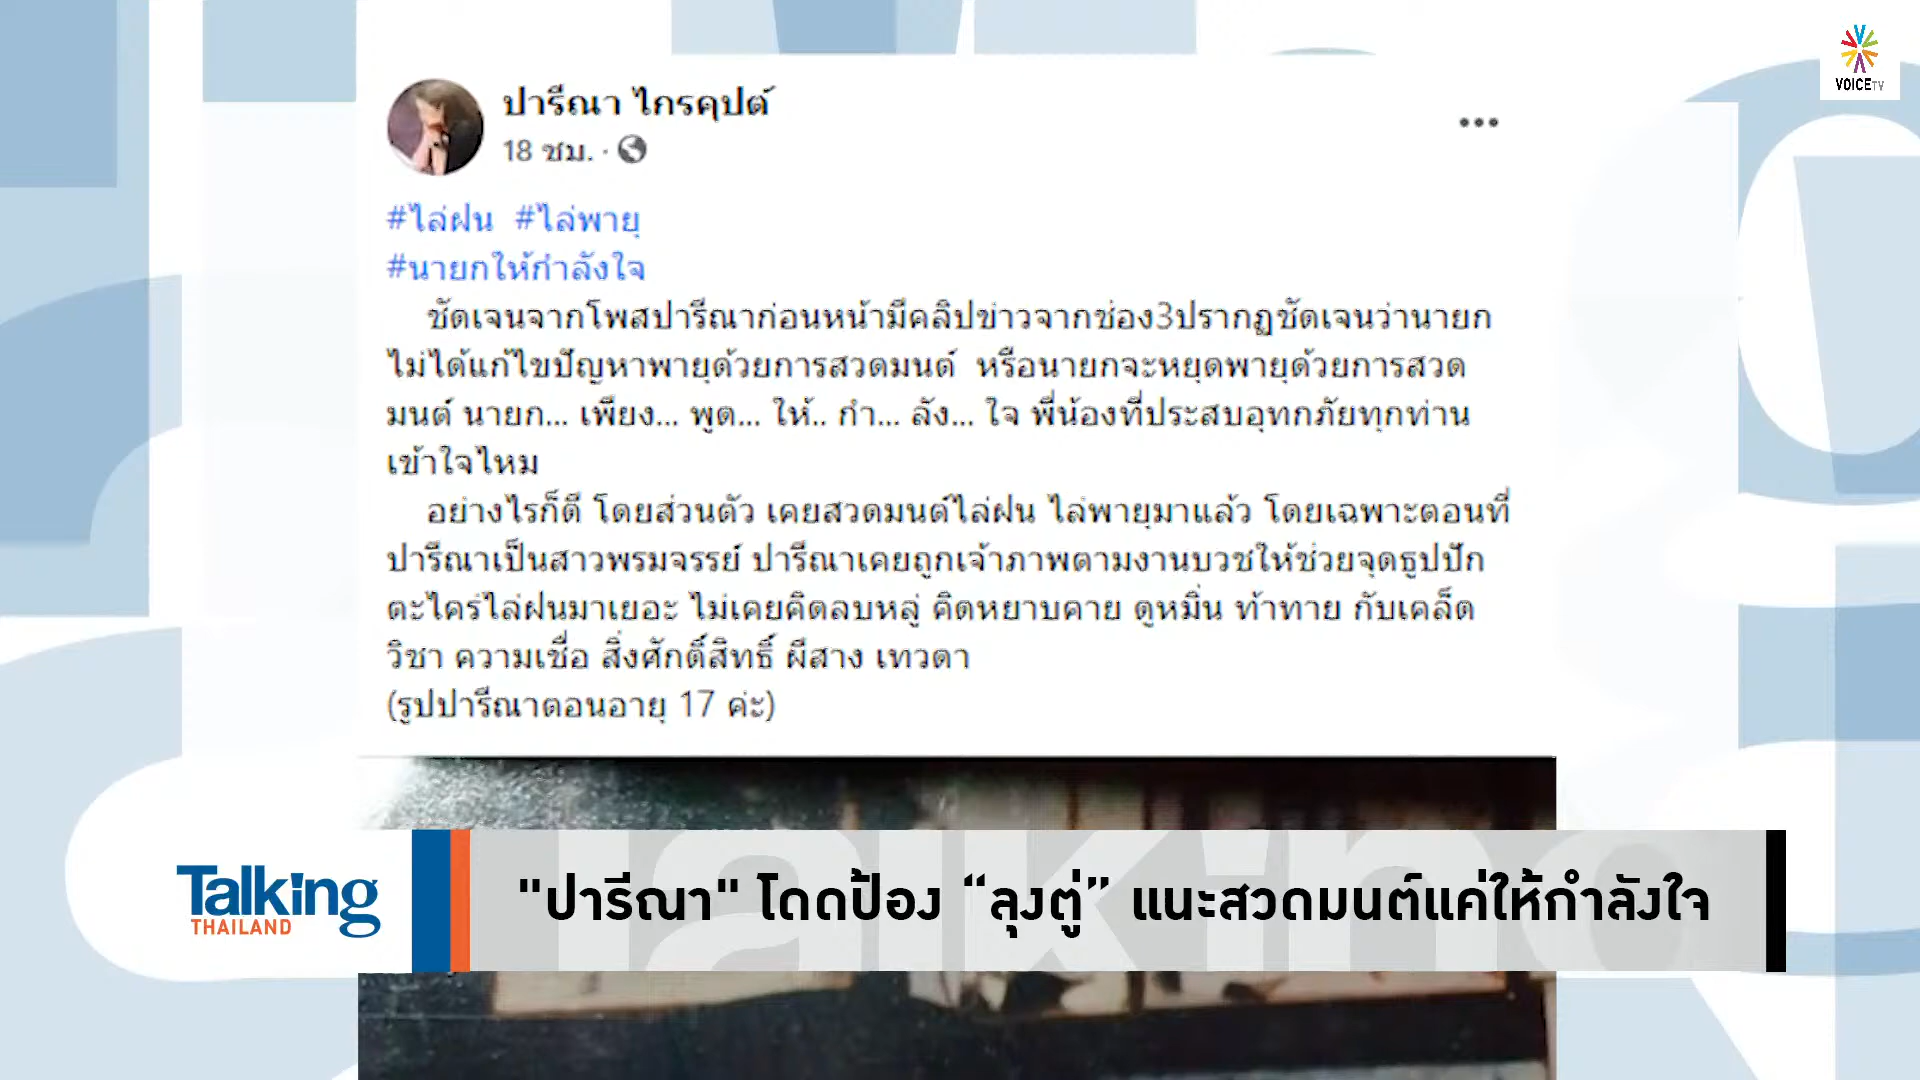 VOICETV
ปารีณา ไกรคุปต์
18 ชม. ·
#ไล่ฝน #ไล่พายุ
#นายกให้กำลังใจ
ชัดเจนจากโพสปารีณาก่อนหน้ามีคลิปข่าวจากช่อง3ปรากฏชัดเจนว่านายก
ไม่ได้แก้ไขปัญหาพายุด้วยการสวดมนต์ หรือนายกจะหยุดพายุด้วยการสวด
มนต์ นายก... เพียง... พูด... ให้.. กำ... ลัง... ใจ พี่น้องที่ประสบอุทกภัยทุกท่าน
เข้าใจไหม
อย่างไรก็ดี โดยส่วนตัว เคยสวดมนต์ไล่ฝน ไล่พายุมาแล้ว โดยเฉพาะตอนที่
ปารีณาเป็นสาวพรมจรรย์ ปารีณาเคยถูกเจ้าภาพตามงานบวชให้ช่วยจุดธูปปัก
ตะไคร่ไล่ฝนมาเยอะ ไม่เคยคิดลบหลู่ คิดหยาบคาย ดูหมิ่น ท้าทาย กับเคล็ด
วิชา ความเชื่อ สิ่งศักดิ์สิทธิ์ ผีสาง เทวดา
(รูปปารีณาตอนอายุ 17 ค่ะ)
Talking
THAILAND
"ปารีณา" โดดป้อง “ลุงตู่” แนะสวดมนต์แค่ให้กำลังใจ